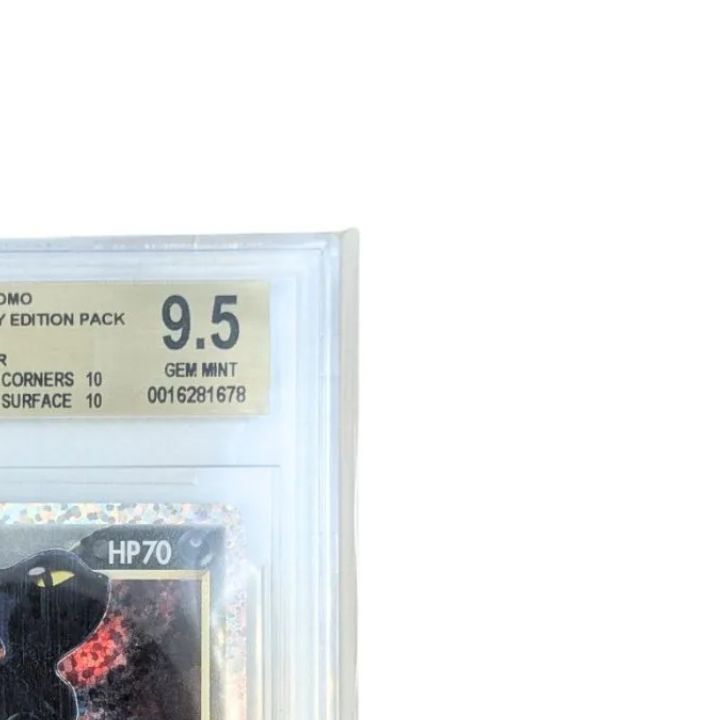 OMO
Y EDITION PACK
R
CORNERS 10
SURFACE 10
9.5
GEM MINT
0016281678
HP70